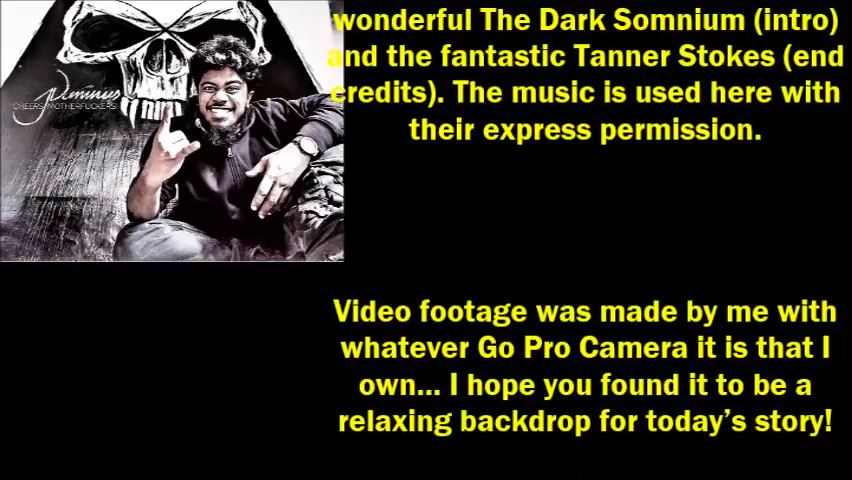 wonderful The Dark Somnium (intro)
and the fantastic Tanner Stokes (end
credits). The music is used here with
their express permission.
CHEERS MOTHERFUCKERS!
Video footage was made by me with
whatever Go Pro Camera it is that I
own... I hope you found it to be a
relaxing backdrop for today's story!